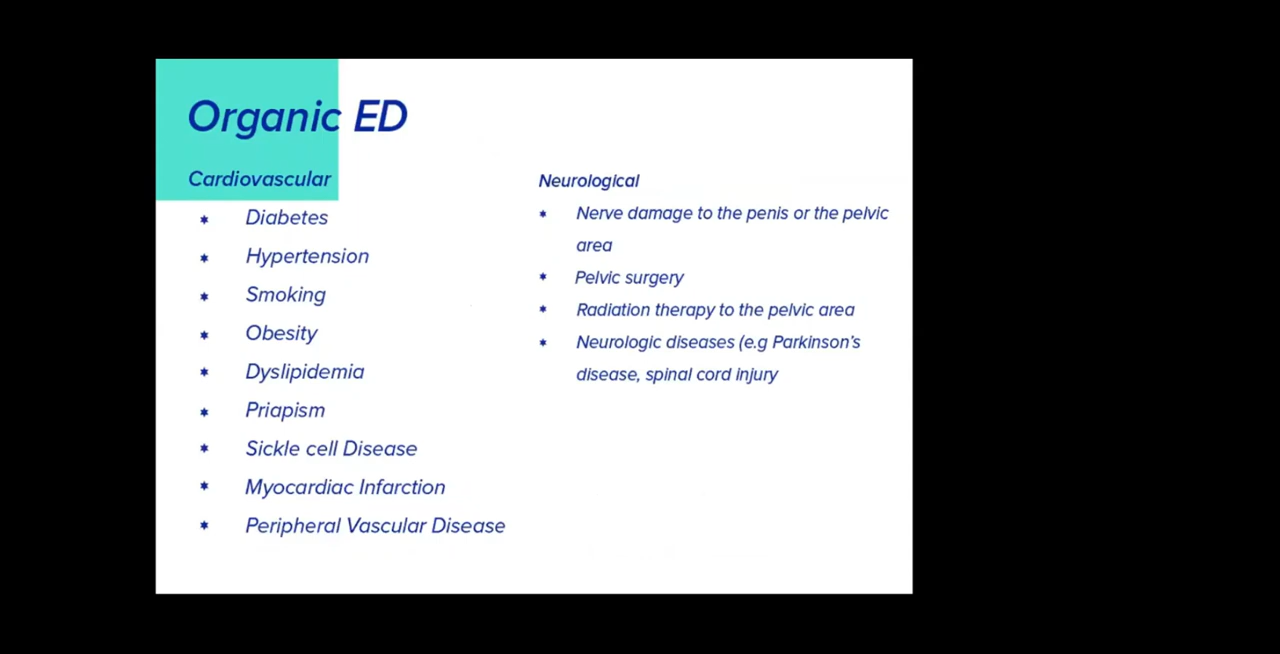 Organic ED
Cardiovascular
Diabetes
Hypertension
Smoking
Obesity
Dyslipidemia
Priapism
Sickle cell Disease
Myocardiac Infarction
Peripheral Vascular Disease
Neurological
Nerve damage to the penis or the pelvic
area
Pelvic surgery
Radiation therapy to the pelvic area
Neurologic diseases (e.g Parkinson's
disease, spinal cord injury